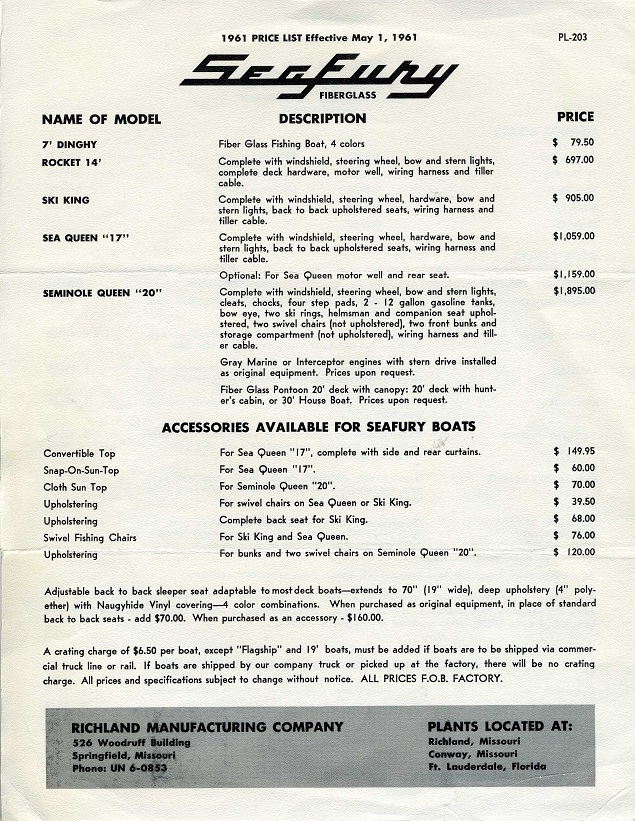 1961 PRICE LIST Effective May 1, 1961
PL-203
SeaFury
FIBERGLASS
NAME OF MODEL DESCRIPTION PRICE
7' DINGHY Fiber Glass Fishing Boat, 4 colors $ 79.50
ROCKET 14' Complete with windshield, steering wheel, bow and stern lights, $ 697.00
complete deck hardware, motor well, wiring harness and tiller
cable.
SKI KING Complete with windshield, steering wheel, hardware, bow and $ 905.00
stern lights, back to back upholstered seats, wiring harness and
tiller cable.
SEA QUEEN "17" Complete with windshield, steering wheel, hardware, bow and $1,059.00
stern lights, back to back upholstered seats, wiring harness and
tiller cable.
Optional: For Sea Queen motor well and rear seat. $1,159.00
SEMINOLE QUEEN "20" Complete with windshield, steering wheel, bow and stern lights, $1,895.00
cleats, chocks, four step pads, 2 - 12 gallon gasoline tanks,
bow eye, two ski rings, helmsman and companion seat uphol-
stered, two swivel chairs (not upholstered), two front bunks and
storage compartment (not upholstered), wiring harness and till-
er cable.
Gray Marine or Interceptor engines with stern drive installed
as original equipment. Prices upon request.
Fiber Glass Pontoon 20' deck with canopy: 20' deck with hunt-
er's cabin, or 30' House Boat. Prices upon request.
ACCESSORIES AVAILABLE FOR SEAFURY BOATS
Convertible Top For Sea Queen "17", complete with side and rear curtains. $ 149.95
Snap-On-Sun-Top For Sea Queen "17". $ 60.00
Cloth Sun Top For Seminole Queen "20". $ 70.00
Upholstering For swivel chairs on Sea Queen or Ski King. $ 39.50
Upholstering Complete back seat for Ski King. $ 68.00
Swivel Fishing Chairs For Ski King and Sea Queen. $ 76.00
Upholstering For bunks and two swivel chairs on Seminole Queen "20". $ 120.00
Adjustable back to back sleeper seat adaptable to most deck boats—extends to 70" (19" wide), deep upholstery (4" poly-
ether) with Naugyhide Vinyl covering—4 color combinations. When purchased as original equipment, in place of standard
back to back seats - add $70.00. When purchased as an accessory - $160.00.
A crating charge of $6.50 per boat, except "Flagship" and 19' boats, must be added if boats are to be shipped via commer-
cial truck line or rail. If boats are shipped by our company truck or picked up at the factory, there will be no crating
charge. All prices and specifications subject to change without notice. ALL PRICES F.O.B. FACTORY.
RICHLAND MANUFACTURING COMPANY
526 Woodruff Building
Springfield, Missouri
Phone: UN 6-0853
PLANTS LOCATED AT:
Richland, Missouri
Conway, Missouri
Ft. Lauderdale, Florida